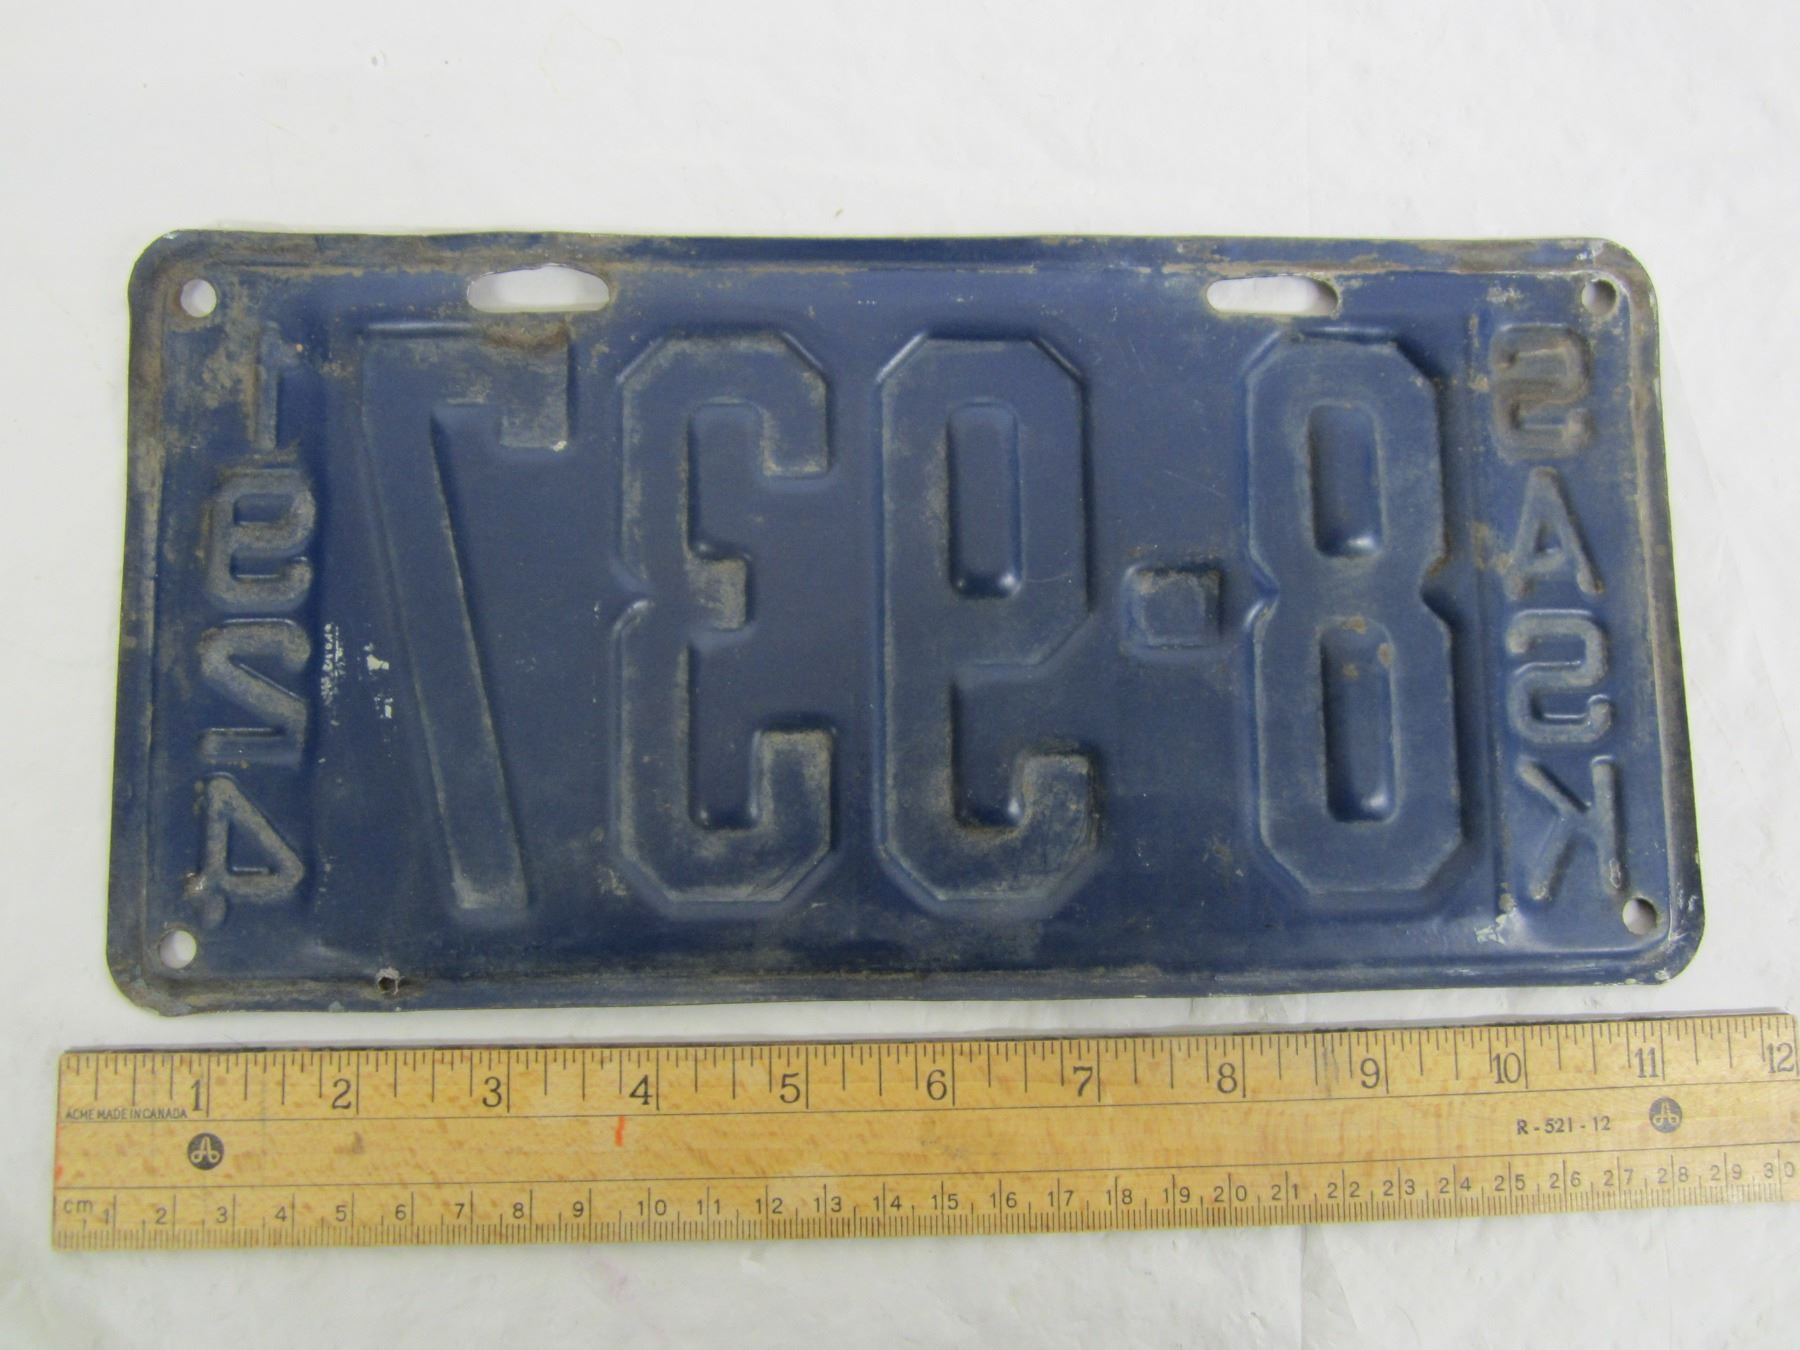 SASK
8-937
1924
1 2 3 4 5 6 7 8 9 10 11 12
ACME MADE IN CANADA
R-521-12
cm 1 2 3 4 5 6 7 8 9 10 11 12 13 14 15 16 17 18 19 20 21 22 23 24 25 26 27 28 29 30